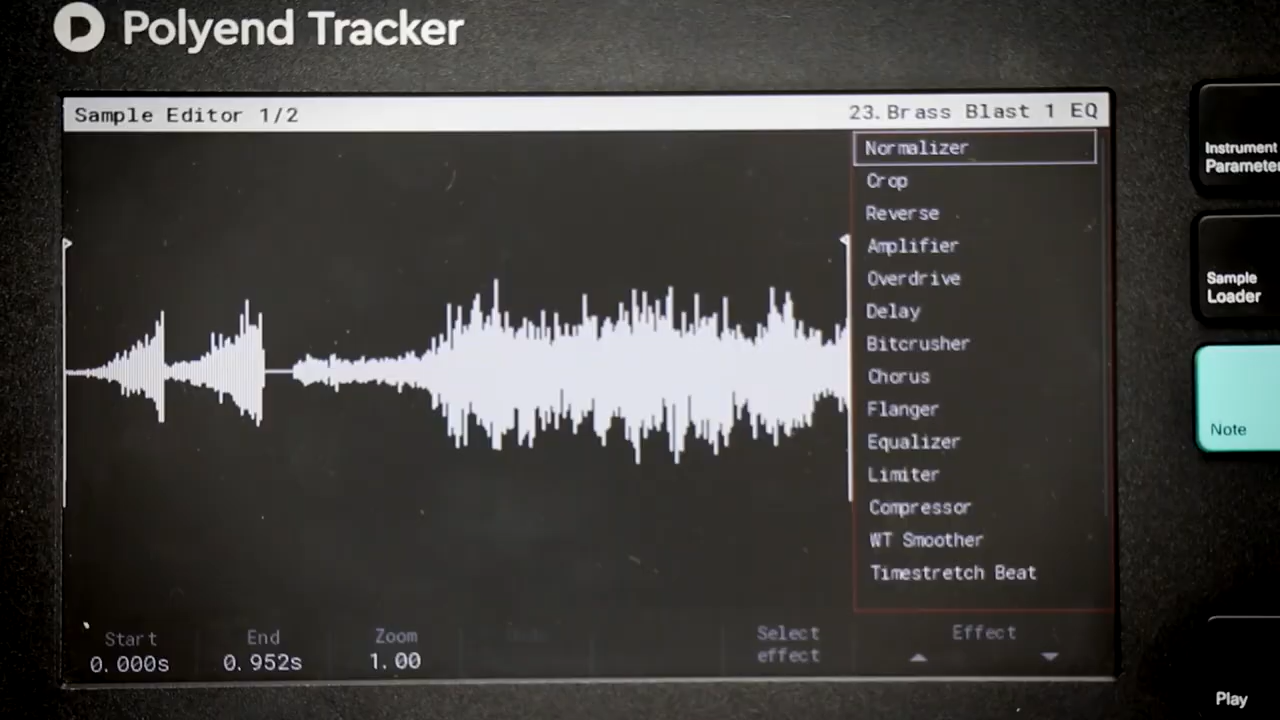 Polyend Tracker
Sample Editor 1/2
23. Brass Blast 1 EQ
Normalizer
Crop
Reverse
Amplifier
Overdrive
Delay
Bitcrusher
Chorus
Flanger
Equalizer
Limiter
Compressor
WT Smoother
Timestretch Beat
Start
0.000s
End
0.952s
Zoom
1.00
Select
effect
Effect
Instrument
Sample
Loader
Note
Play